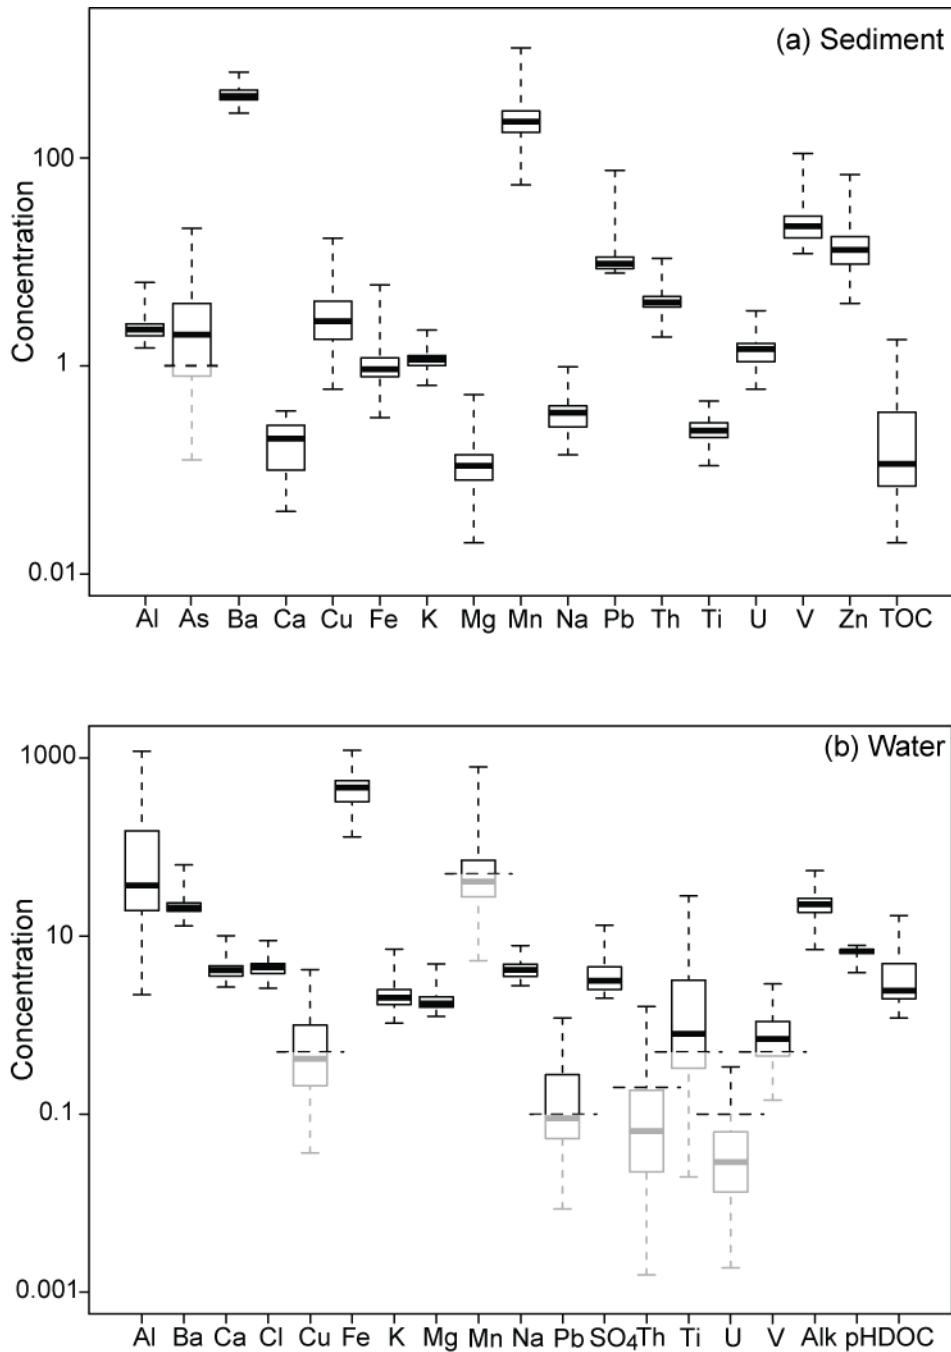 (a) Sediment
Concentration
100
1
0.01
Al As Ba Ca Cu Fe K Mg Mn Na Pb Th Ti U V Zn TOC
(b) Water
Concentration
1000
10
0.1
0.001
Al Ba Ca Cl Cu Fe K Mg Mn Na Pb SO4 Th Ti U V Alk pH DOC